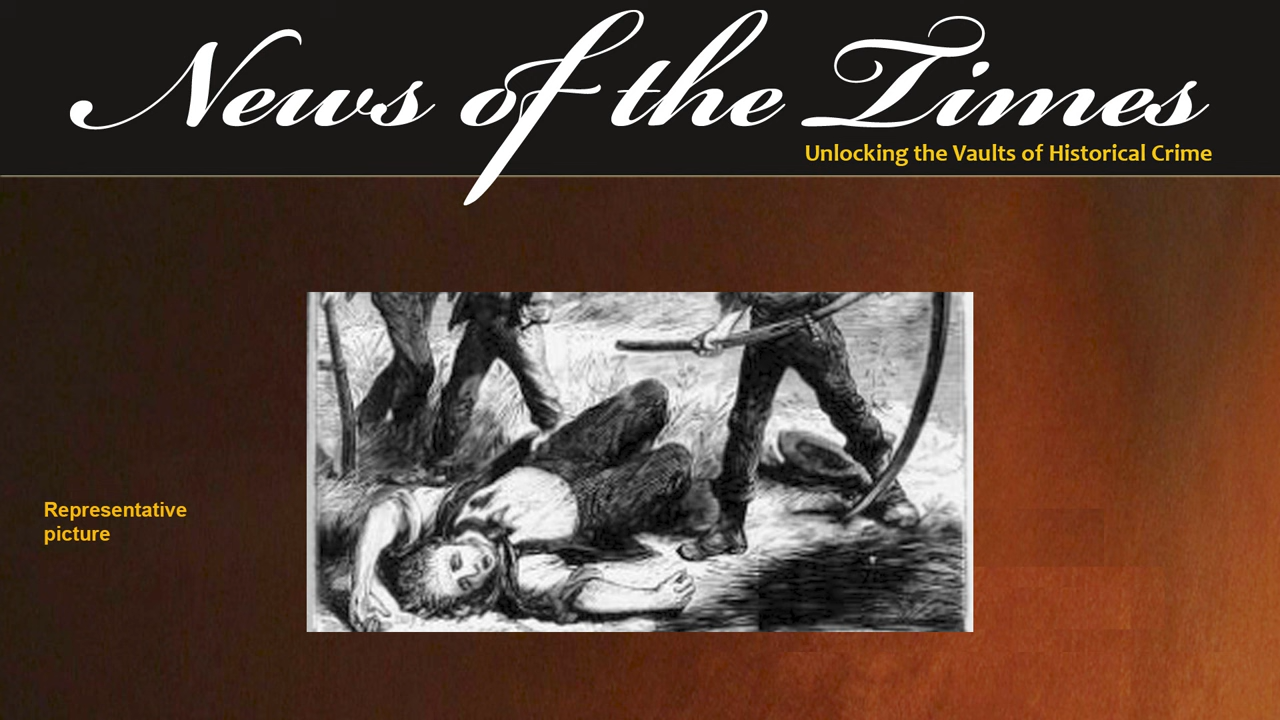 News of the Times
Unlocking the Vaults of Historical Crime
Representative
picture